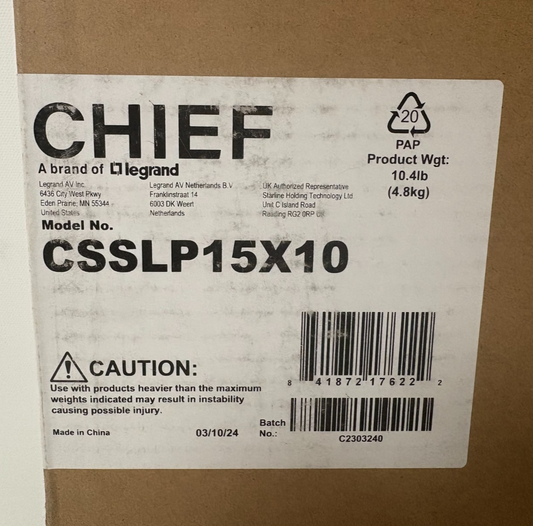 CHIEF
A brand of legrand
20
PAP
Product Wgt:
10.4lb
(4.8kg)
Legrand AV Inc.
6436 City West Pkwy
Eden Prairie, MN 55344
United States
Legrand AV Netherlands B.V.
Franklinstraat 14
6003 DK Weert
Netherlands
UK Authorized Representative
Starline Holding Technology Ltd
Unit C Island Road
Reading RG2 0RP
Model No.
CSSLP15X10
CAUTION:
Use with products heavier than the maximum
weights indicated may result in instability
causing possible injury.
8 41872 17622 2
Made in China
03/10/24
Batch
No.:
C2303240